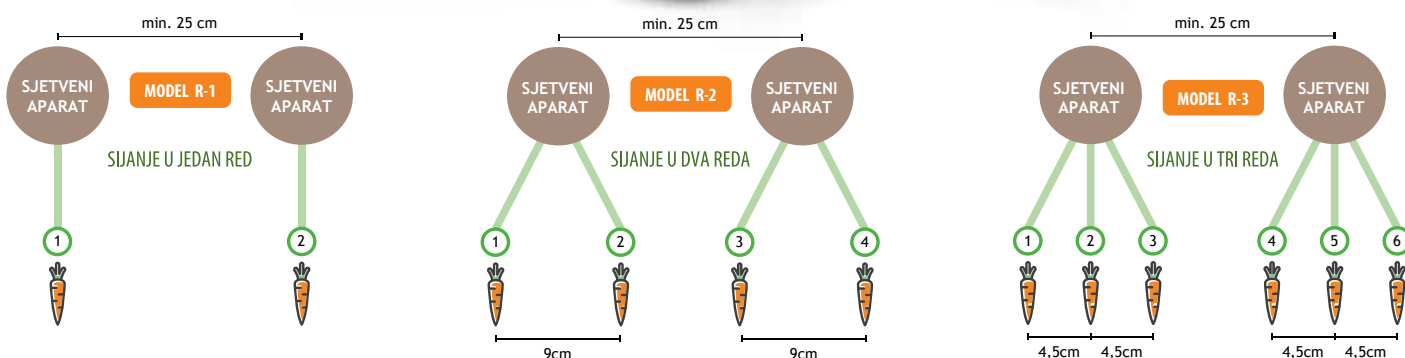 min. 25 cm
SJETVENI
APARAT
MODEL R-1
SJETVENI
APARAT
SIJANJE U JEDAN RED
1
2
min. 25 cm
SJETVENI
APARAT
MODEL R-2
SJETVENI
APARAT
SIJANJE U DVA REDA
1
2
3
4
9cm
9cm
min. 25 cm
SJETVENI
APARAT
MODEL R-3
SJETVENI
APARAT
SIJANJE U TRI REDA
1
2
3
4
5
6
4,5cm
4,5cm
4,5cm
4,5cm